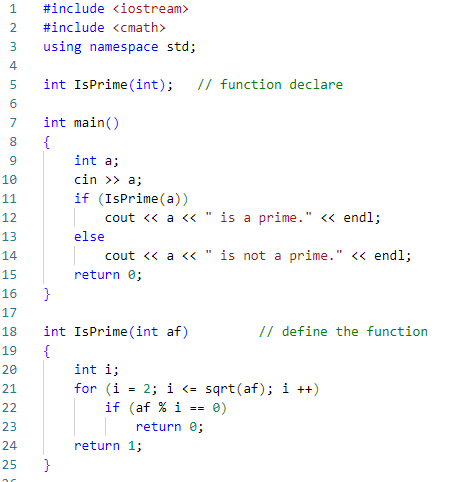 1 #include <iostream>
2 #include <cmath>
3 using namespace std;
4
5 int IsPrime(int);   // function declare
6
7 int main()
8 {
9     int a;
10     cin >> a;
11     if (IsPrime(a))
12         cout << a << " is a prime." << endl;
13     else
14         cout << a << " is not a prime." << endl;
15     return 0;
16 }
17
18 int IsPrime(int af)         // define the function
19 {
20     int i;
21     for (i = 2; i <= sqrt(af); i ++)
22         if (af % i == 0)
23             return 0;
24     return 1;
25 }